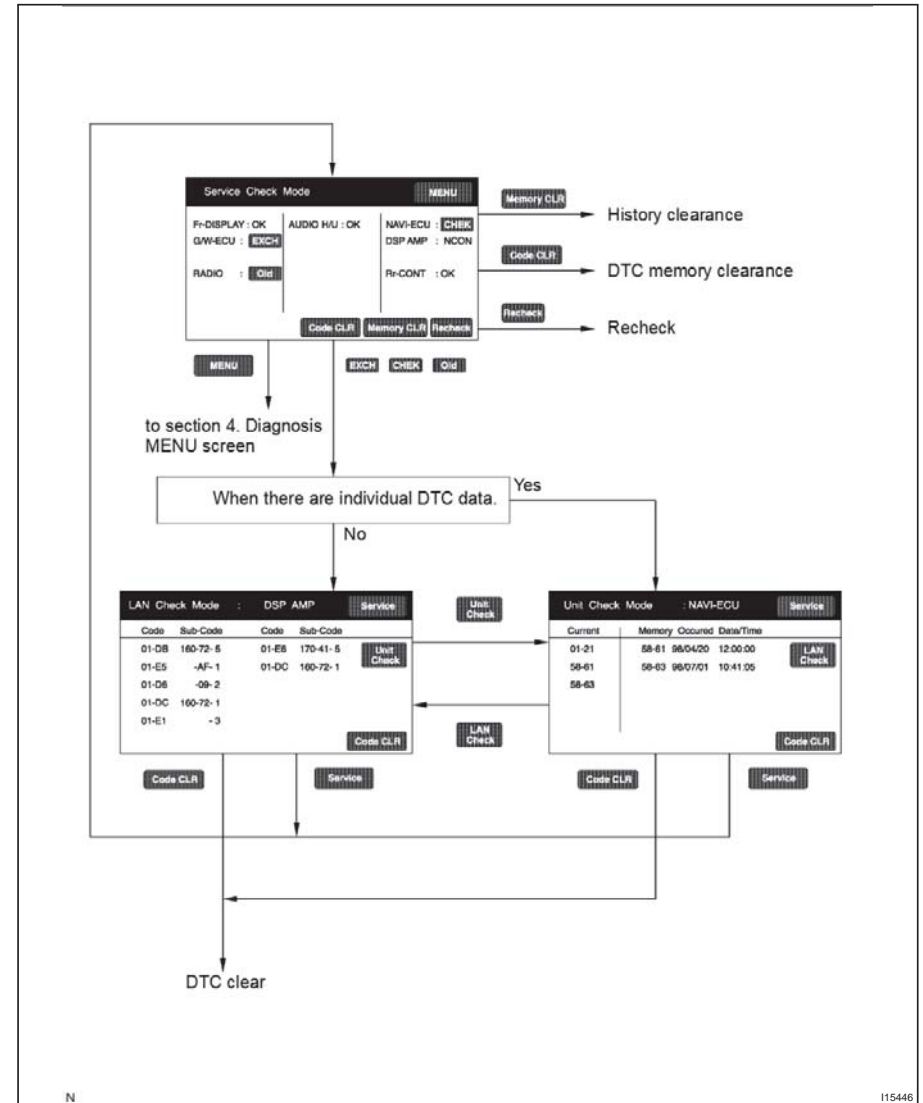 Service Check Mode MENU
Fr-DISPLAY : OK AUDIO H/U : OK NAVI-ECU : CHEK
G/W-ECU : EXCH DSP AMP : NCON
RADIO : Old Rr-CONT : OK
Code CLR Memory CLR Recheck
Memory CLR
History clearance
Code CLR
DTC memory clearance
Recheck
Recheck
MENU
EXCH CHEK Old
to section 4. Diagnosis
MENU screen
When there are individual DTC data.
Yes
No
LAN Check Mode : DSP AMP Service
Code Sub-Code Code Sub-Code
01-DB 160-72- 5 01-E6 170-41- 5
01-E5 -AF- 1 01-DC 160-72- 1
01-D6 -09- 2
01-DC 160-72- 1
01-E1 - 3
Unit
Check
Code CLR
Unit
Check
LAN
Check
Unit Check Mode : NAVI-ECU Service
Current Memory Occured Date/Time
01-21 58-61 98/04/20 12:00:00
58-61 58-63 98/07/01 10:41:05
58-63
LAN
Check
Code CLR
Code CLR
Service
Code CLR
Service
DTC clear
N
I15446